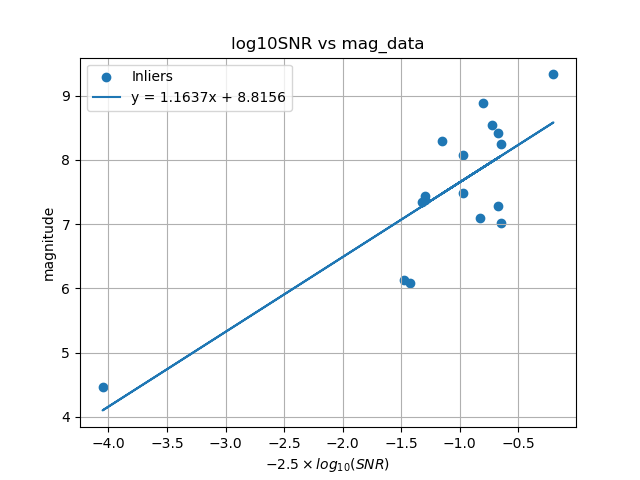 log10SNR vs mag_data
Inliers
y = 1.1637x + 8.8156
9
8
7
6
5
4
magnitude
−4.0 −3.5 −3.0 −2.5 −2.0 −1.5 −1.0 −0.5
−2.5 × log₁₀(SNR)